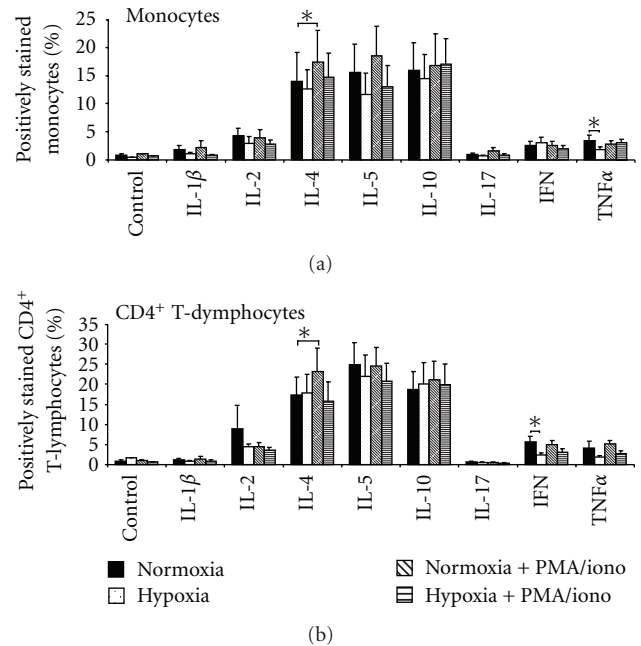 (a) Monocytes
Positively stained
monocytes (%)
25
20
15
10
5
0
*
*
Control
IL-1β
IL-2
IL-4
IL-5
IL-10
IL-17
IFN
TNFα
(a)
CD4⁺ T-dymphocytes
Positively stained CD4⁺
T-lymphocytes (%)
35
30
25
20
15
10
5
0
*
*
Control
IL-1β
IL-2
IL-4
IL-5
IL-10
IL-17
IFN
TNFα
Normoxia
Hypoxia
Normoxia + PMA/iono
Hypoxia + PMA/iono
(b)